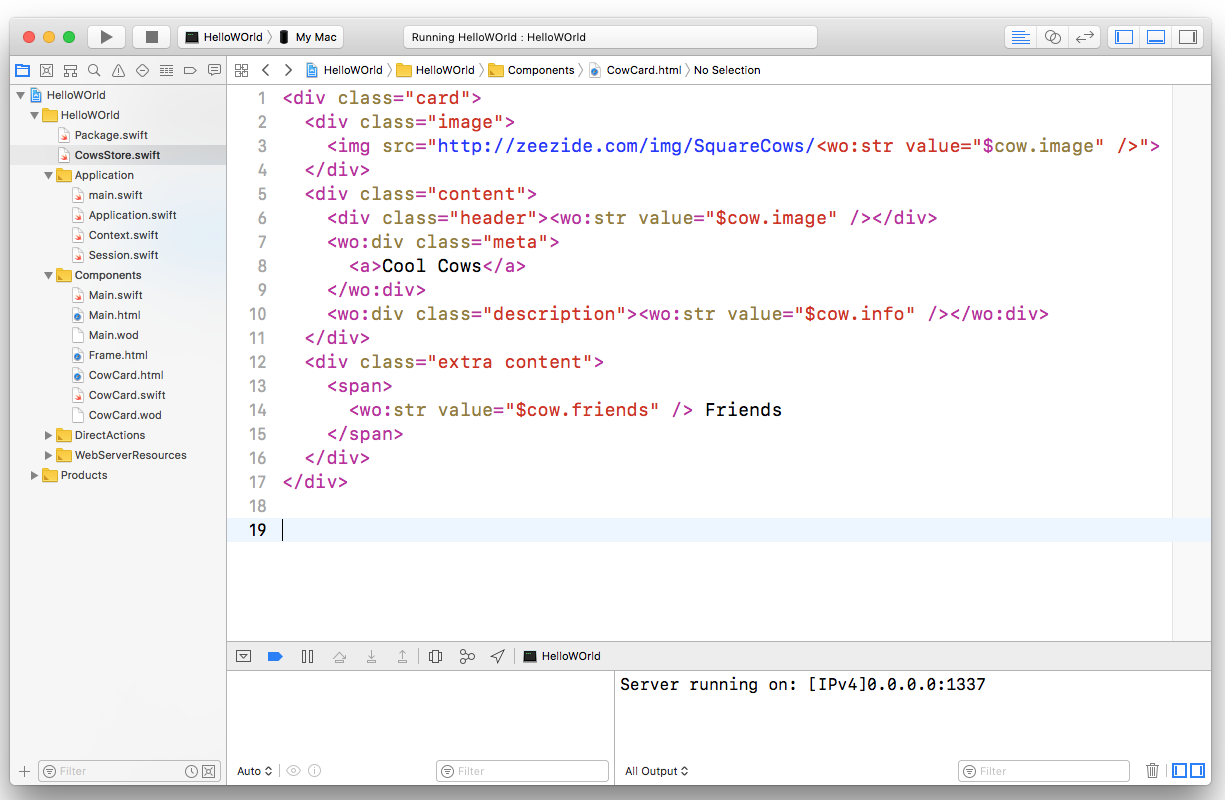 HelloWOrld My Mac Running HelloWOrld : HelloWOrld
HelloWOrld HelloWOrld Components CowCard.html No Selection
HelloWOrld
HelloWOrld
Package.swift
CowsStore.swift
Application
main.swift
Application.swift
Context.swift
Session.swift
Components
Main.swift
Main.html
Main.wod
Frame.html
CowCard.html
CowCard.swift
CowCard.wod
DirectActions
WebServerResources
Products
Filter
1 <div class="card">
2 <div class="image">
3 <img src="http://zeezide.com/img/SquareCows/<wo:str value="$cow.image" />">
4 </div>
5 <div class="content">
6 <div class="header"><wo:str value="$cow.image" /></div>
7 <wo:div class="meta">
8 <a>Cool Cows</a>
9 </wo:div>
10 <wo:div class="description"><wo:str value="$cow.info" /></wo:div>
11 </div>
12 <div class="extra content">
13 <span>
14 <wo:str value="$cow.friends" /> Friends
15 </span>
16 </div>
17 </div>
18
19
HelloWOrld
Server running on: [IPv4]0.0.0.0:1337
Auto Filter
All Output Filter